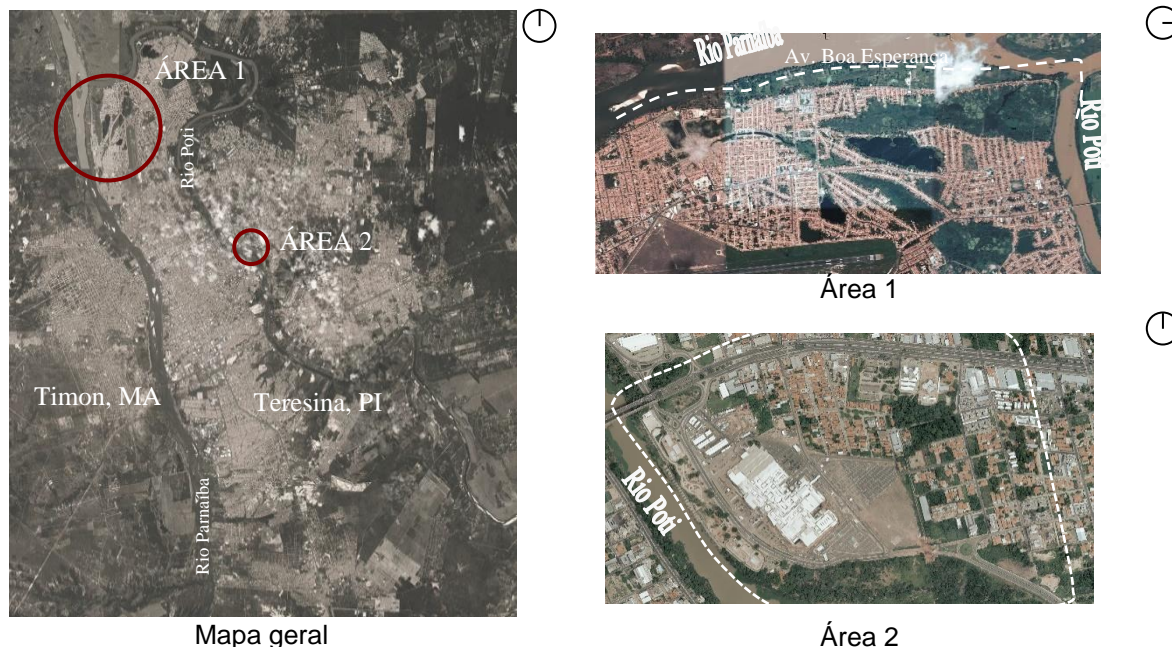 ÁREA 1
Rio Poti
ÁREA 2
Timon, MA
Teresina, PI
Rio Parnaíba
Mapa geral
Rio Parnaíba
Av. Boa Esperança
Rio Poti
Área 1
Rio Poti
Área 2